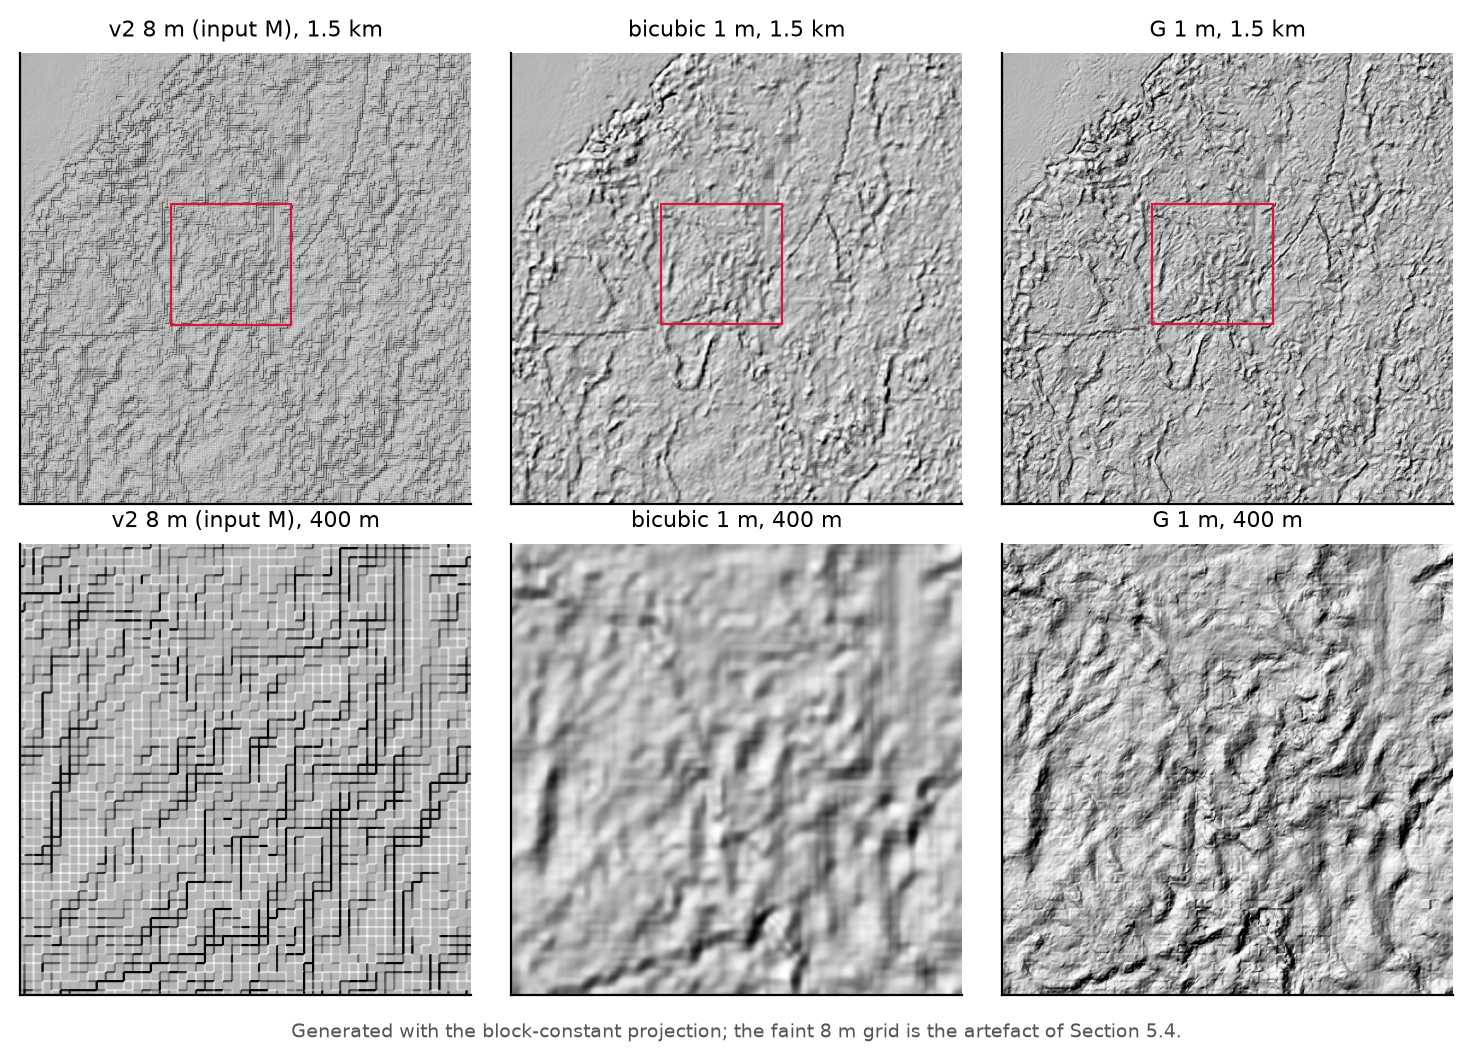 v2 8 m (input M), 1.5 km
bicubic 1 m, 1.5 km
G 1 m, 1.5 km
v2 8 m (input M), 400 m
bicubic 1 m, 400 m
G 1 m, 400 m
Generated with the block-constant projection; the faint 8 m grid is the artefact of Section 5.4.